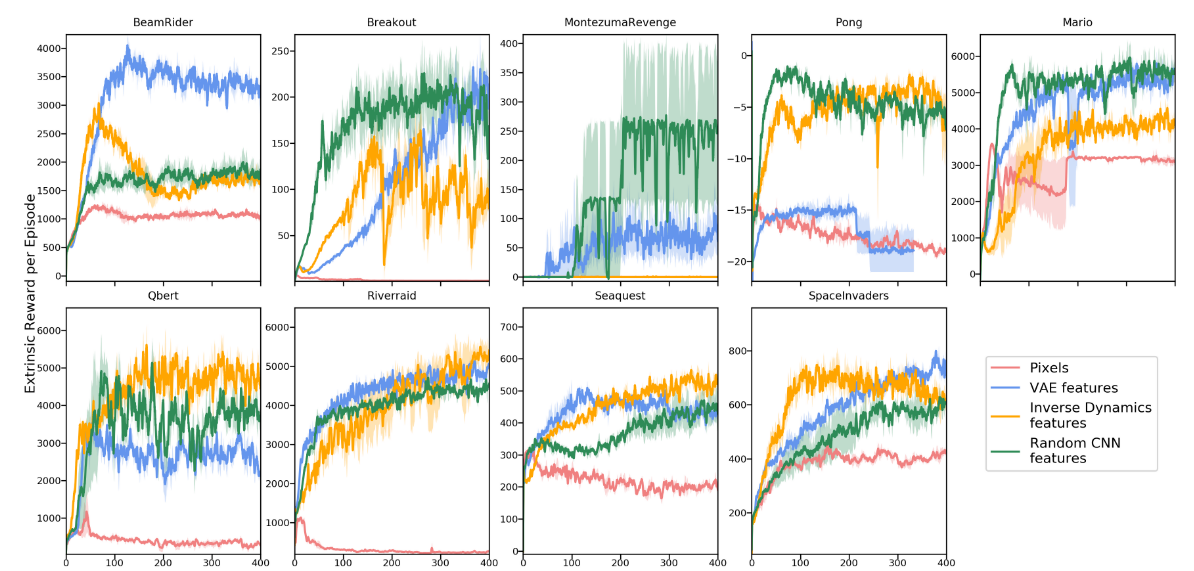 BeamRider
Breakout
MontezumaRevenge
Pong
Mario
4000
3500
3000
2500
2000
1500
1000
500
0
250
200
150
100
50
400
350
300
250
200
150
100
50
0
0
−5
−10
−15
−20
6000
5000
4000
3000
2000
1000
0
Extrinsic Reward per Episode
Qbert
Riverraid
Seaquest
SpaceInvaders
6000
5000
4000
3000
2000
1000
0 100 200 300 400
6000
5000
4000
3000
2000
1000
0 100 200 300 400
700
600
500
400
300
200
100
0
0 100 200 300 400
800
600
400
200
0 100 200 300 400
Pixels
VAE features
Inverse Dynamics
features
Random CNN
features